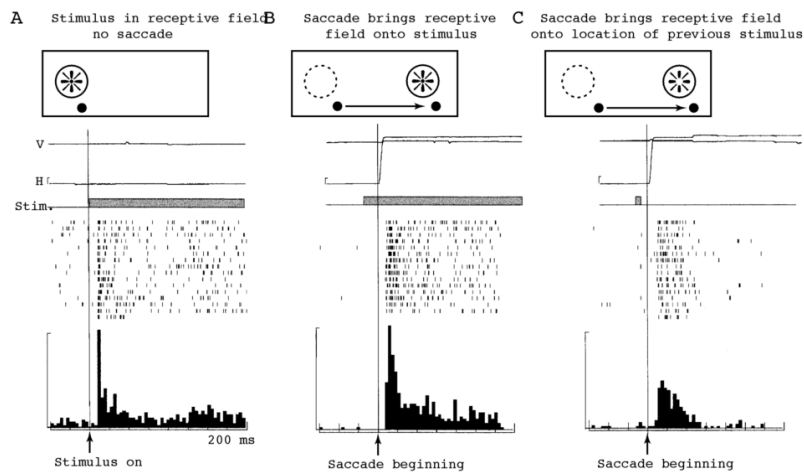 A
Stimulus in receptive field
no saccade
B
Saccade brings receptive
field onto stimulus
C
Saccade brings receptive field
onto location of previous stimulus
V
H
Stim.
200 ms
Stimulus on
Saccade beginning
Saccade beginning